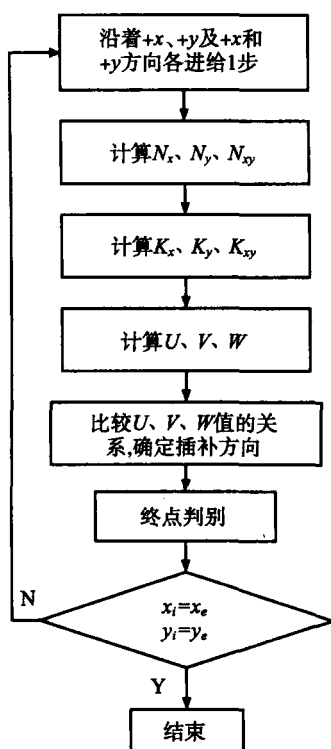 沿着+x、+y及+x和
+y方向各进给1步
计算Nx、Ny、Nxy
计算Kx、Ky、Kxy
计算U、V、W
比较U、V、W值的关
系,确定插补方向
终点判别
N
xi=xe
yi=ye
Y
结束